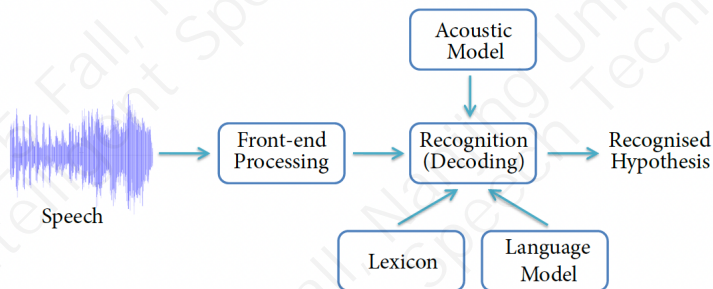 Acoustic
Model
Front-end
Processing
Recognition
(Decoding)
Recognised
Hypothesis
Speech
Lexicon
Language
Model